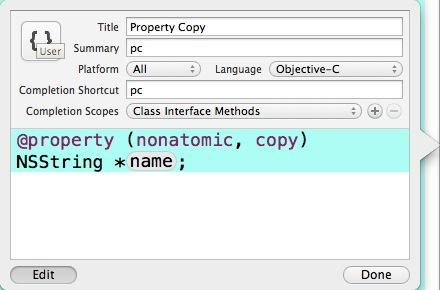 Title Property Copy
{ } User
Summary pc
Platform All Language Objective-C
Completion Shortcut pc
Completion Scopes Class Interface Methods
@property (nonatomic, copy)
NSString *name;
Edit Done